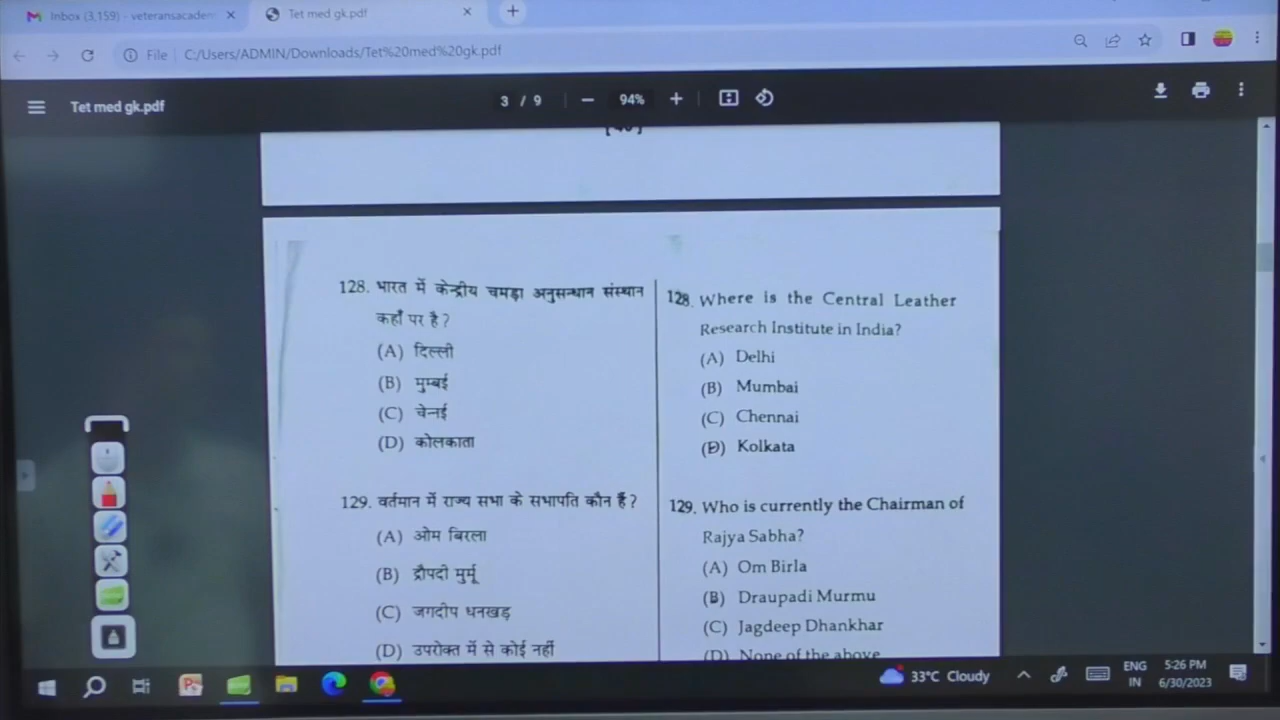 Inbox (3,159) - veteransacadem
Tet med gk.pdf
File
C:/Users/ADMIN/Downloads/Tet%20med%20gk.pdf
Tet med gk.pdf
3 / 9
94%
128. भारत में केन्द्रीय चमड़ा अनुसन्धान संस्थान
कहाँ पर है ?
(A) दिल्ली
(B) मुम्बई
(C) चेन्नई
(D) कोलकाता
129. वर्तमान में राज्य सभा के सभापति कौन हैं ?
(A) ओम बिरला
(B) द्रौपदी मुर्मू
(C) जगदीप धनखड़
(D) उपरोक्त में से कोई नहीं
128. Where is the Central Leather
Research Institute in India?
(A) Delhi
(B) Mumbai
(C) Chennai
(D) Kolkata
129. Who is currently the Chairman of
Rajya Sabha?
(A) Om Birla
(B) Draupadi Murmu
(C) Jagdeep Dhankhar
(D) None of the above
33°C Cloudy
ENG
IN
5:26 PM
6/30/2023